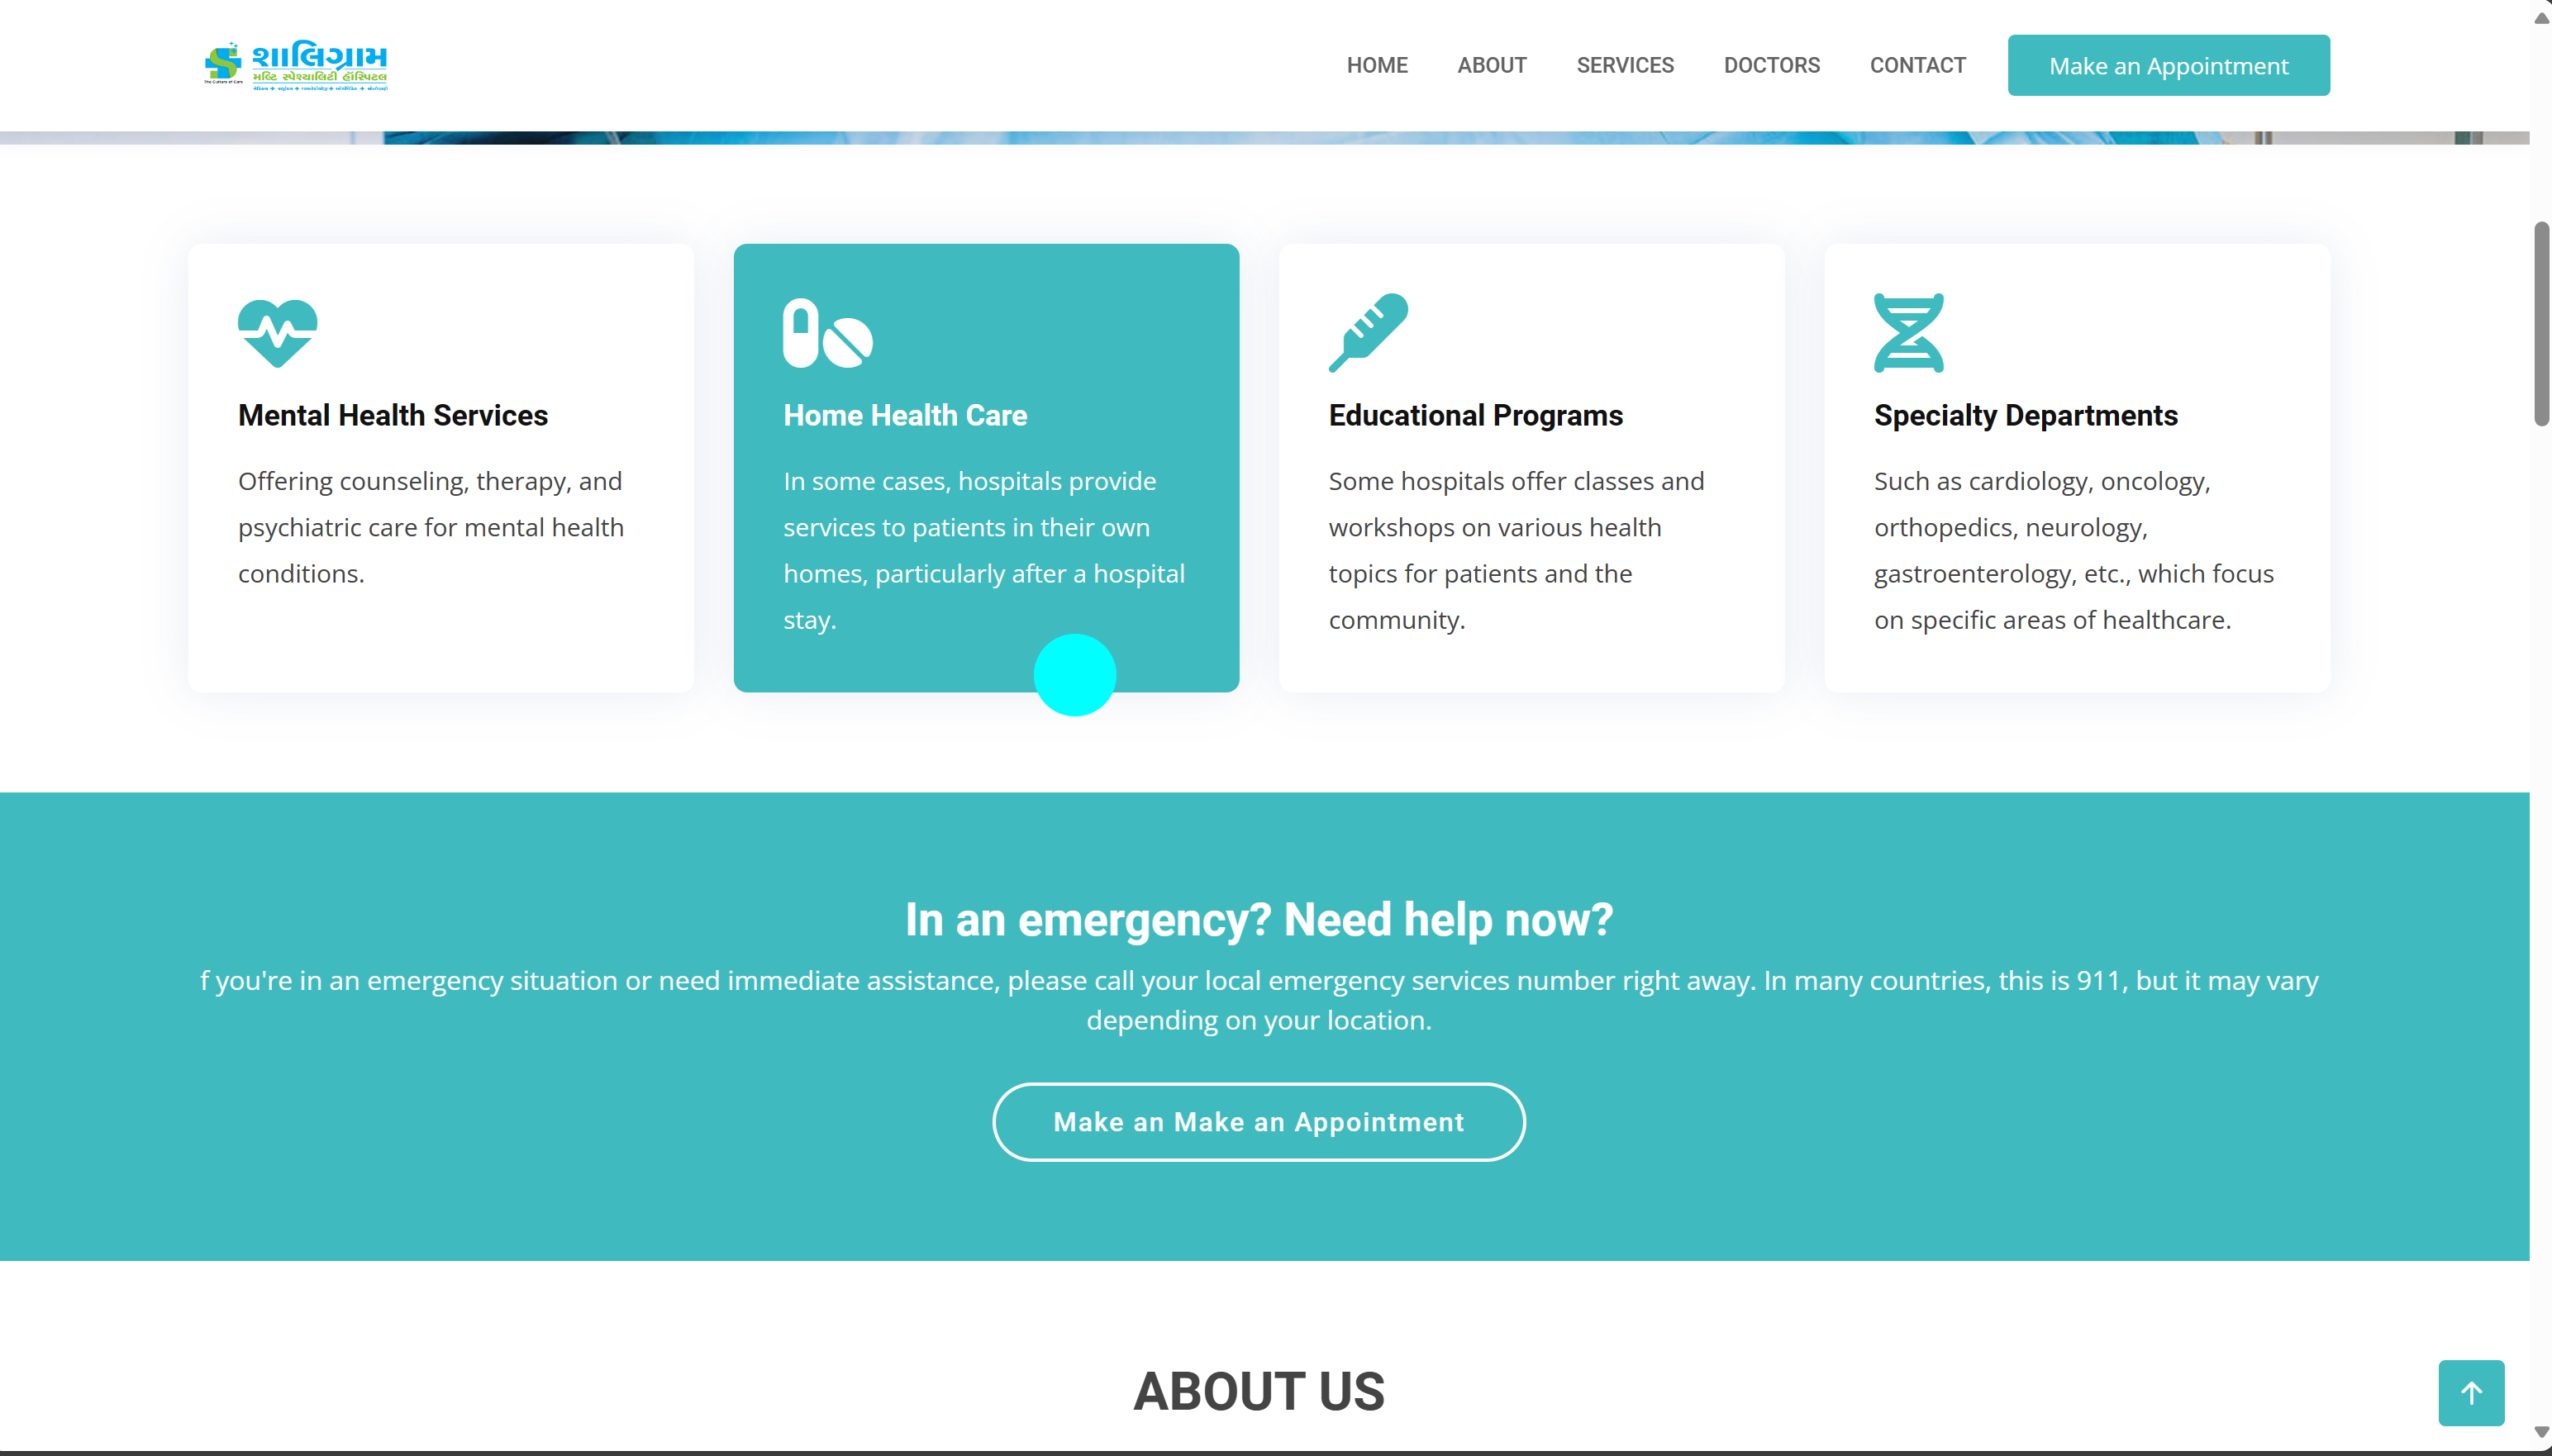 શાલિગ્રામ
મલ્ટિ સ્પેશ્યાલિટી હૉસ્પિટલ
The Culture of Care
HOME
ABOUT
SERVICES
DOCTORS
CONTACT
Make an Appointment
Mental Health Services
Offering counseling, therapy, and
psychiatric care for mental health
conditions.
Home Health Care
In some cases, hospitals provide
services to patients in their own
homes, particularly after a hospital
stay.
Educational Programs
Some hospitals offer classes and
workshops on various health
topics for patients and the
community.
Specialty Departments
Such as cardiology, oncology,
orthopedics, neurology,
gastroenterology, etc., which focus
on specific areas of healthcare.
In an emergency? Need help now?
f you're in an emergency situation or need immediate assistance, please call your local emergency services number right away. In many countries, this is 911, but it may vary
depending on your location.
Make an Make an Appointment
ABOUT US